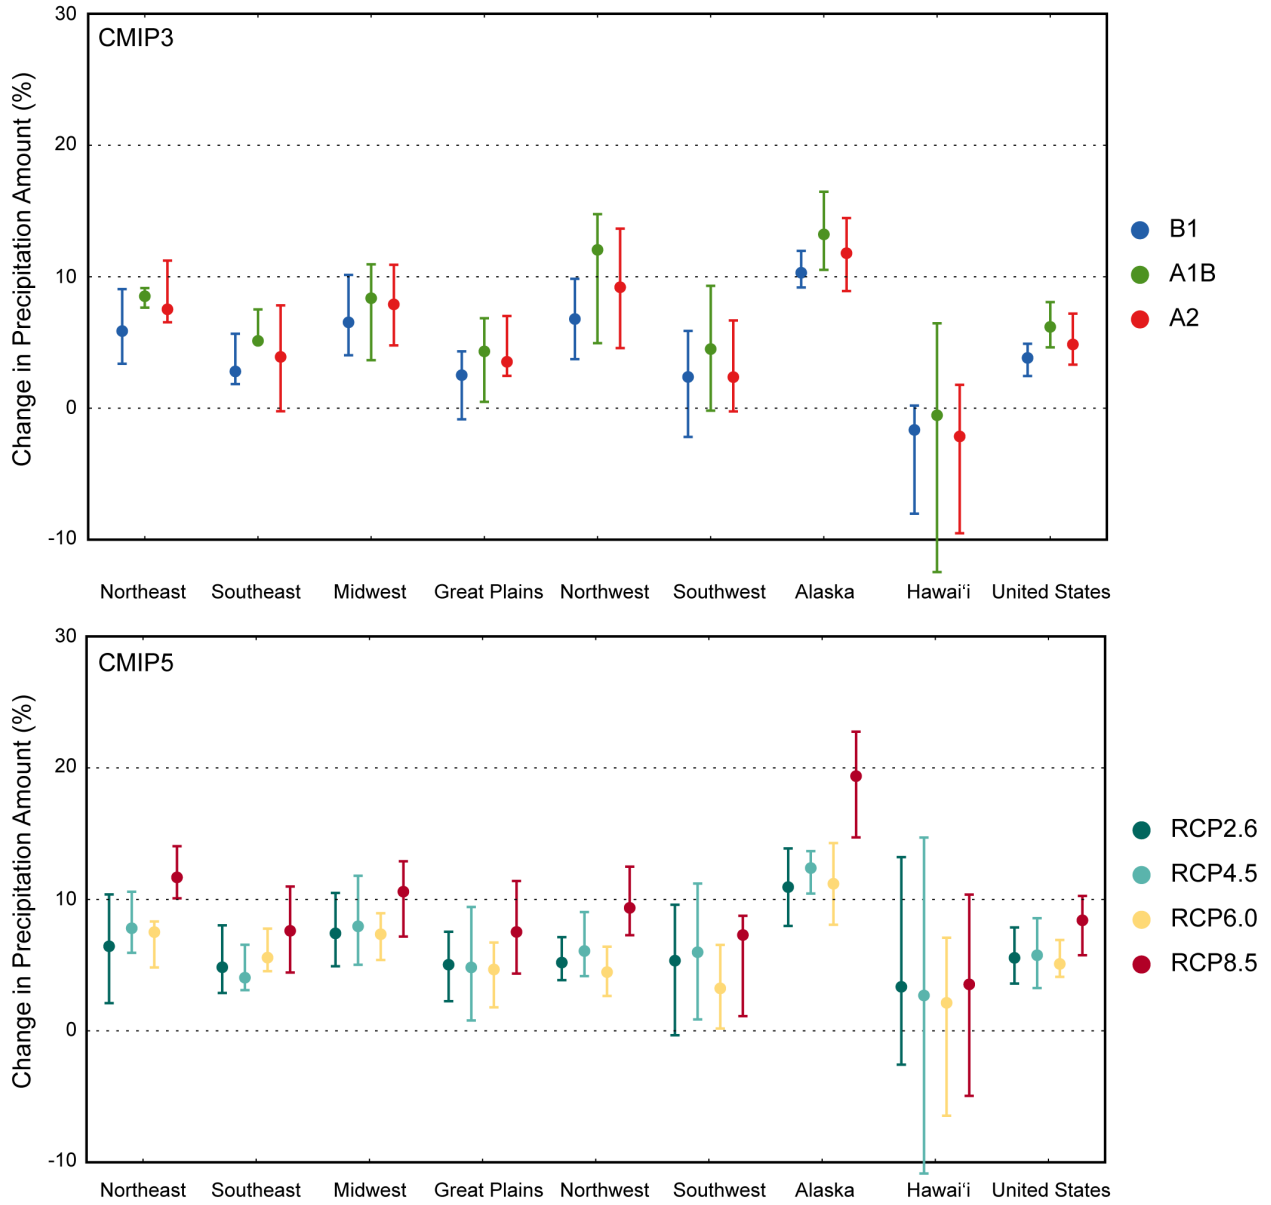 CMIP3
Change in Precipitation Amount (%)
30
20
10
0
-10
Northeast Southeast Midwest Great Plains Northwest Southwest Alaska Hawai‘i United States
B1
A1B
A2
CMIP5
Change in Precipitation Amount (%)
30
20
10
0
-10
Northeast Southeast Midwest Great Plains Northwest Southwest Alaska Hawai‘i United States
RCP2.6
RCP4.5
RCP6.0
RCP8.5